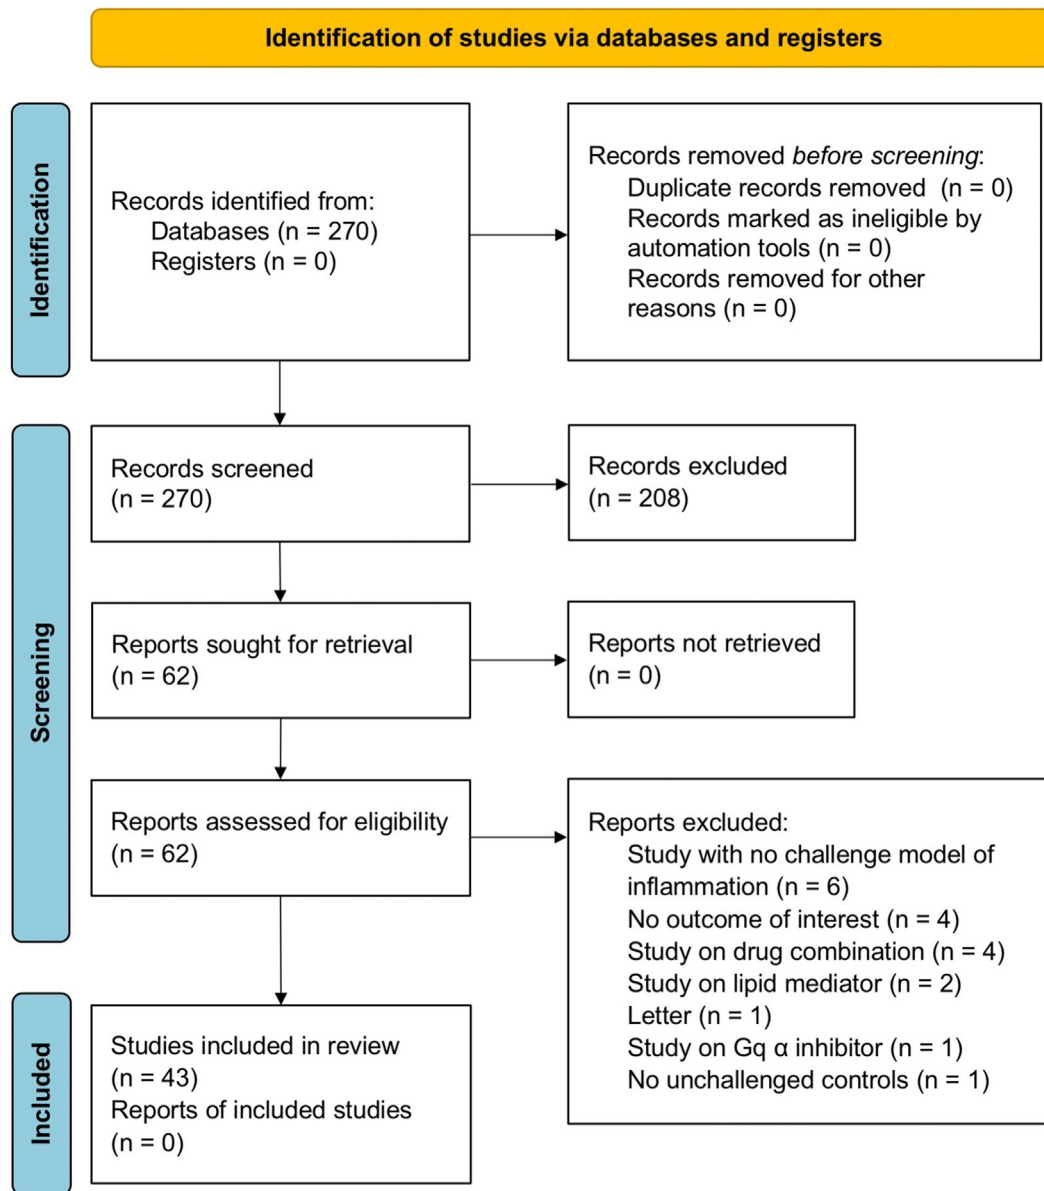 Identification of studies via databases and registers
Identification
Records identified from:
Databases (n = 270)
Registers (n = 0)
Records removed before screening:
Duplicate records removed  (n = 0)
Records marked as ineligible by
automation tools (n = 0)
Records removed for other
reasons (n = 0)
Screening
Records screened
(n = 270)
Records excluded
(n = 208)
Reports sought for retrieval
(n = 62)
Reports not retrieved
(n = 0)
Reports assessed for eligibility
(n = 62)
Reports excluded:
Study with no challenge model of
inflammation (n = 6)
No outcome of interest (n = 4)
Study on drug combination (n = 4)
Study on lipid mediator (n = 2)
Letter (n = 1)
Study on Gq α inhibitor (n = 1)
No unchallenged controls (n = 1)
Included
Studies included in review
(n = 43)
Reports of included studies
(n = 0)